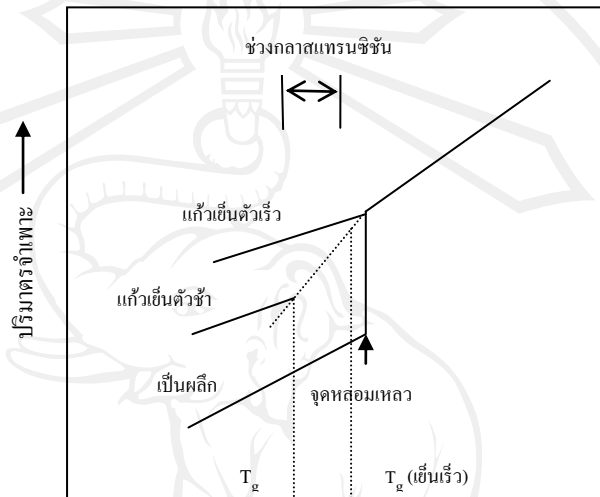 ช่วงกลาสแทรนซิชัน
ปริมาตรจำเพาะ
แก้วเย็นตัวเร็ว
แก้วเย็นตัวช้า
เป็นผลึก
จุดหลอมเหลว
Tg
Tg (เย็นเร็ว)